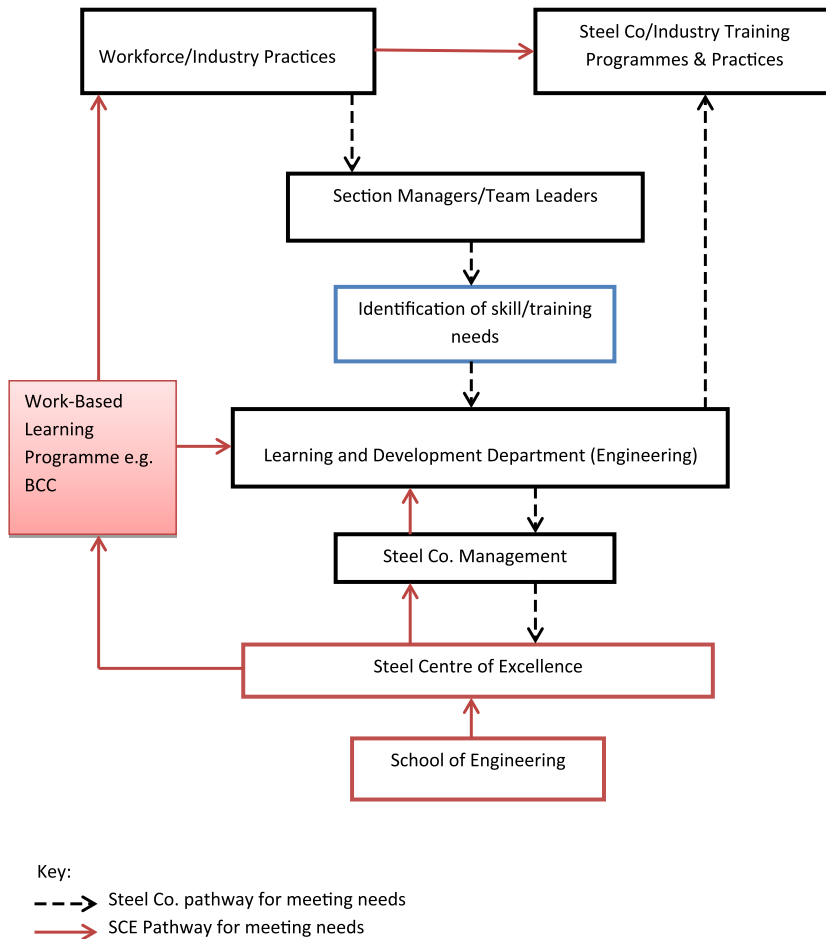 Workforce/Industry Practices
Steel Co/Industry Training
Programmes & Practices
Section Managers/Team Leaders
Identification of skill/training
needs
Work-Based
Learning
Programme e.g.
BCC
Learning and Development Department (Engineering)
Steel Co. Management
Steel Centre of Excellence
School of Engineering
Key:
Steel Co. pathway for meeting needs
SCE Pathway for meeting needs